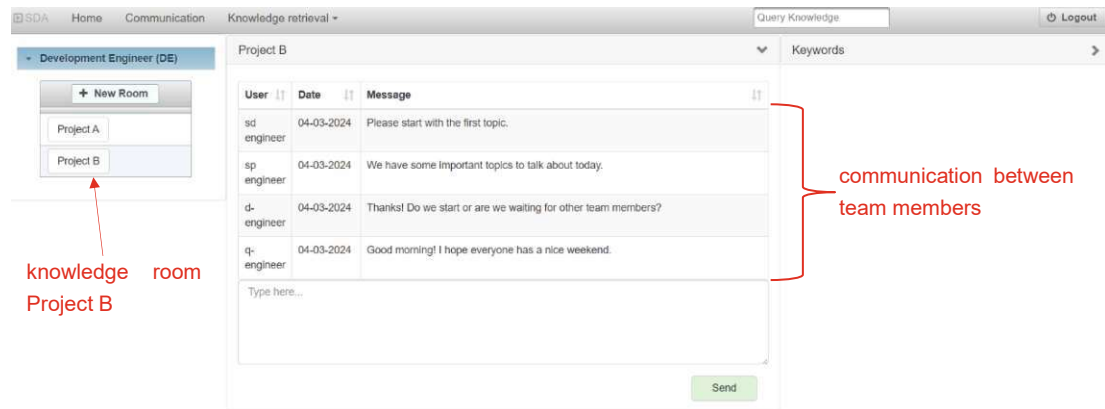 SDA Home Communication Knowledge retrieval Query Knowledge Logout
Development Engineer (DE)
+ New Room
Project A
Project B
Project B
User Date Message
sd engineer 04-03-2024 Please start with the first topic.
sp engineer 04-03-2024 We have some important topics to talk about today.
d-engineer 04-03-2024 Thanks! Do we start or are we waiting for other team members?
q-engineer 04-03-2024 Good morning! I hope everyone has a nice weekend.
Type here...
Send
Keywords
knowledge room
Project B
communication between
team members